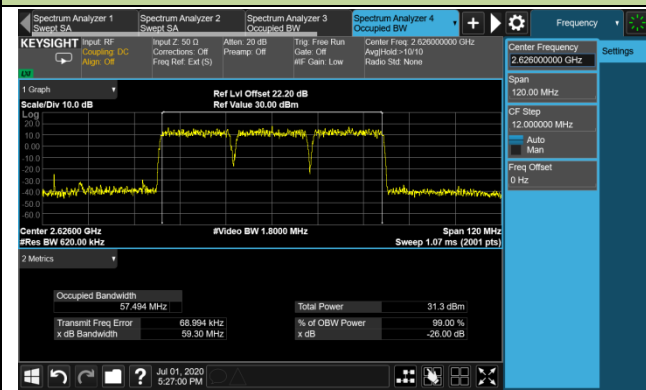 Spectrum Analyzer 1
Swept SA
Spectrum Analyzer 2
Swept SA
Spectrum Analyzer 3
Occupied BW
Spectrum Analyzer 4
Occupied BW
Frequency
KEYSIGHT
Input: RF
Coupling: DC
Align: Off
Input Z: 50 Ω
Corrections: Off
Freq Ref: Ext (S)
Atten: 20 dB
Preamp: Off
Trig: Free Run
Gate: Off
#IF Gain: Low
Center Freq: 2.626000000 GHz
Avg|Hold:>10/10
Radio Std: None
LXI
Center Frequency
2.626000000 GHz
Settings
Span
120.00 MHz
CF Step
12.000000 MHz
Auto
Man
Freq Offset
0 Hz
1 Graph
Scale/Div 10.0 dB
Ref Lvl Offset 22.20 dB
Ref Value 30.00 dBm
Log
20.0
10.0
0.00
-10.0
-20.0
-30.0
-40.0
-50.0
-60.0
Center 2.62600 GHz
#Res BW 620.00 kHz
#Video BW 1.8000 MHz
Span 120 MHz
Sweep 1.07 ms (2001 pts)
2 Metrics
Occupied Bandwidth
57.494 MHz
Transmit Freq Error 68.994 kHz
x dB Bandwidth 59.30 MHz
Total Power 31.3 dBm
% of OBW Power 99.00 %
x dB -26.00 dB
Jul 01, 2020
5:27:00 PM